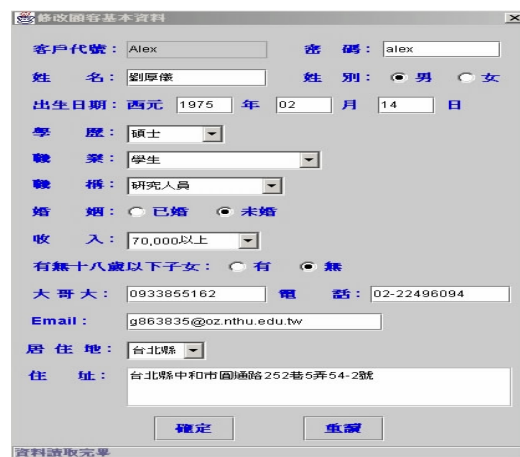 修改顧客基本資料
客戶代號： Alex 密碼： alex
姓名： 劉厚儀 性別： 男 女
出生日期： 西元 1975 年 02 月 14 日
學歷： 碩士
職業： 學生
職稱： 研究人員
婚姻： 已婚 未婚
收入： 70,000以上
有無十八歲以下子女： 有 無
大哥大： 0933855162 電話： 02-22496094
Email： g863835@oz.nthu.edu.tw
居住地： 台北縣
住址： 台北縣中和市圓通路252巷5弄54-2號
確定 重讀
資料讀取完畢